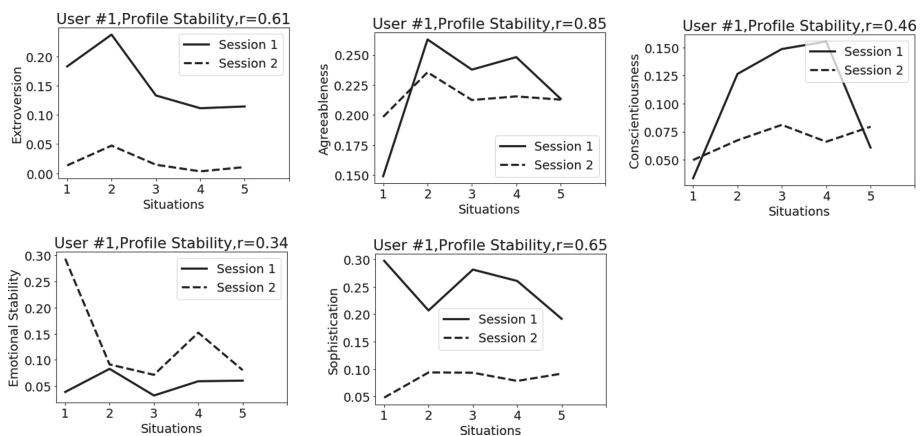 User #1,Profile Stability,r=0.61
Extroversion
0.20
0.15
0.10
0.05
0.00
Session 1
Session 2
1 2 3 4 5
Situations
User #1,Profile Stability,r=0.85
Agreeableness
0.250
0.225
0.200
0.175
0.150
Session 1
Session 2
1 2 3 4 5
Situations
User #1,Profile Stability,r=0.46
Conscientiousness
0.150
0.125
0.100
0.075
0.050
Session 1
Session 2
1 2 3 4 5
Situations
User #1,Profile Stability,r=0.34
Emotional Stability
0.30
0.25
0.20
0.15
0.10
0.05
Session 1
Session 2
1 2 3 4 5
Situations
User #1,Profile Stability,r=0.65
Sophistication
0.30
0.25
0.20
0.15
0.10
0.05
Session 1
Session 2
1 2 3 4 5
Situations